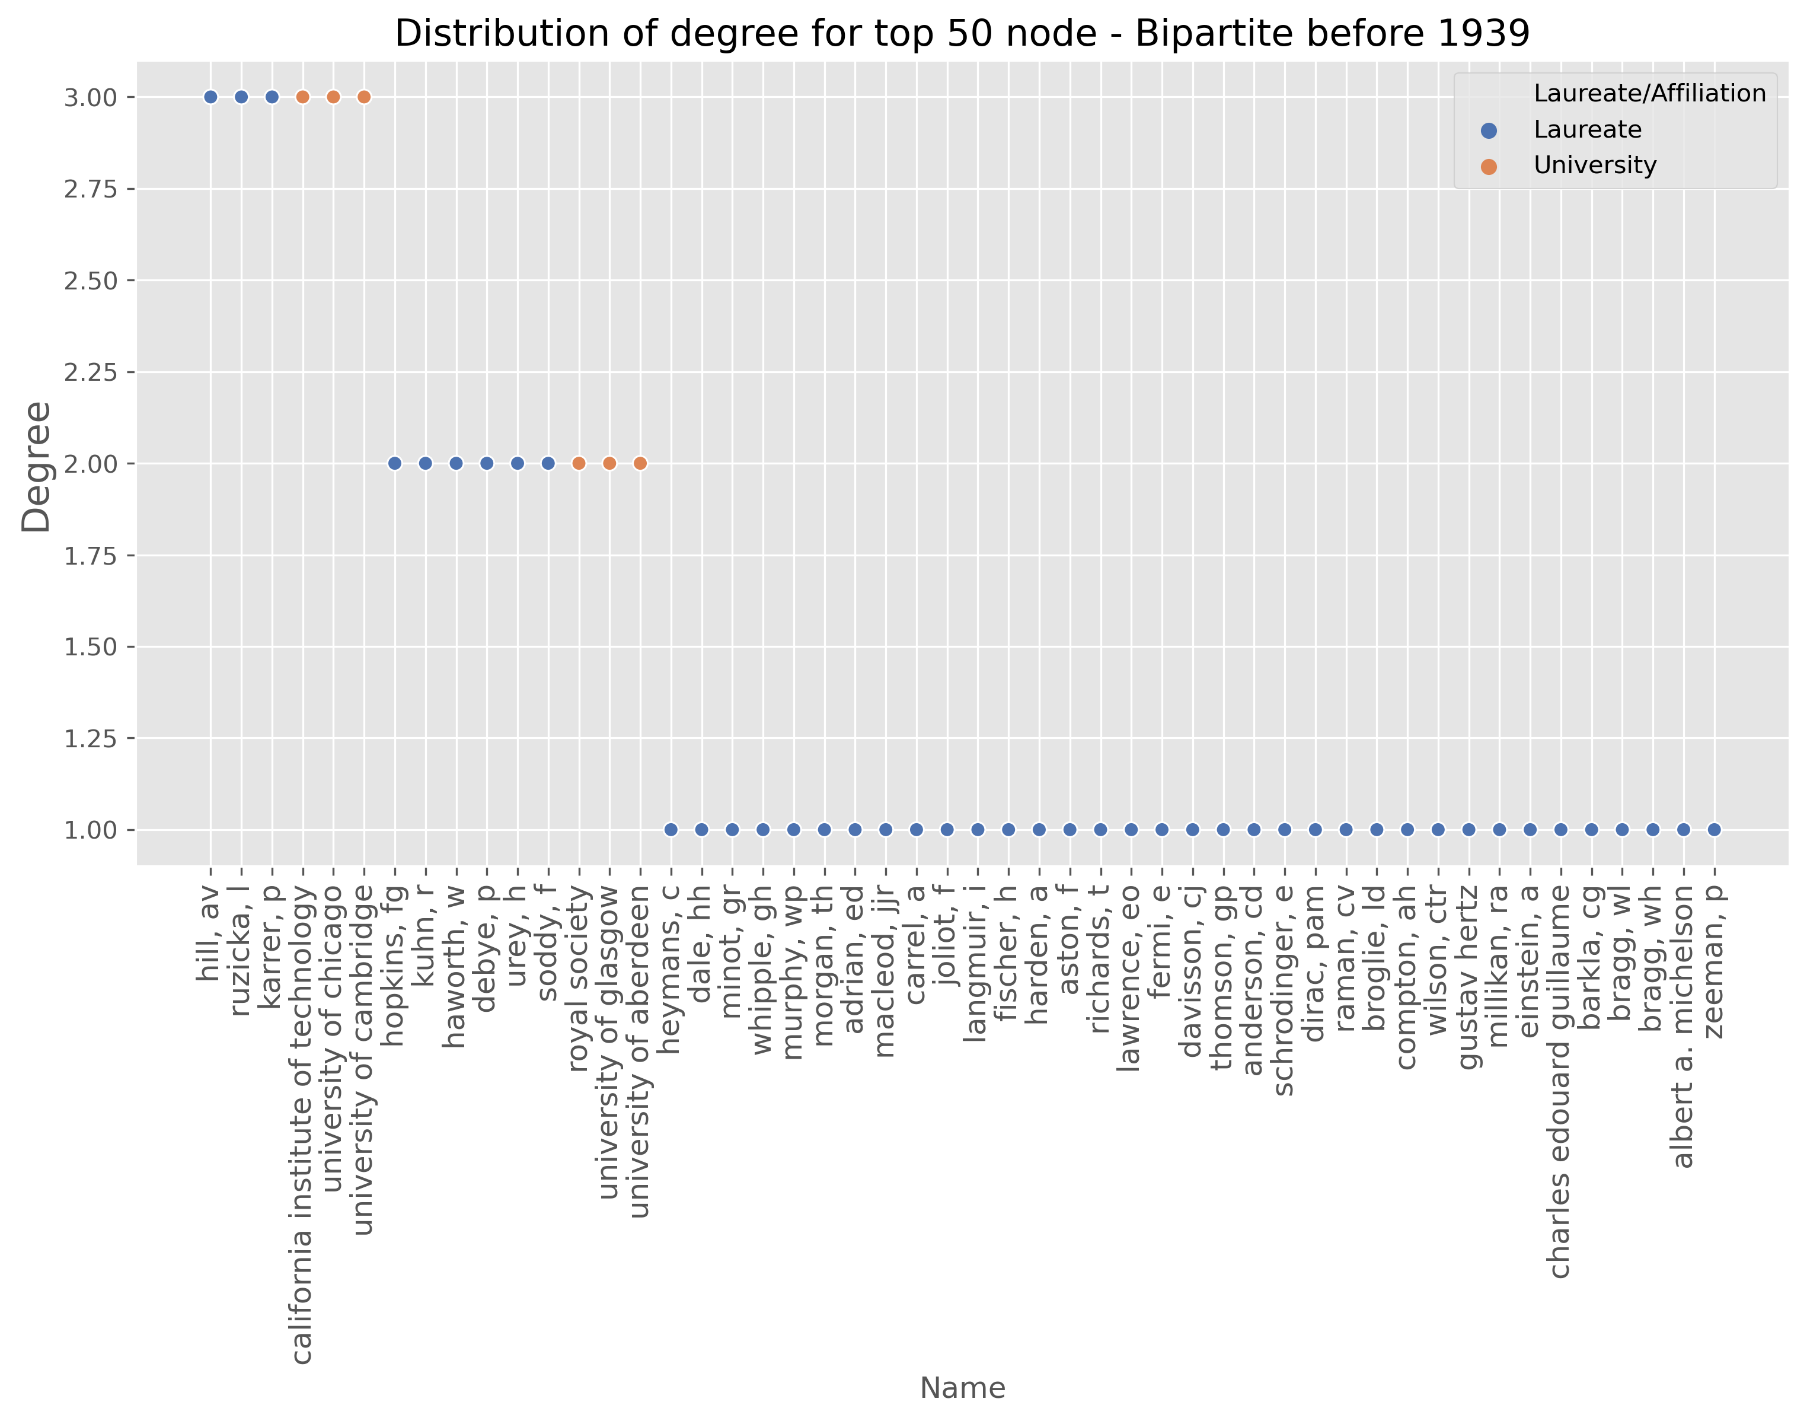 Distribution of degree for top 50 node - Bipartite before 1939
Laureate/Affiliation
Laureate
University
Degree
3.00
2.75
2.50
2.25
2.00
1.75
1.50
1.25
1.00
hill, av
ruzicka, l
karrer, p
california institute of technology
university of chicago
university of cambridge
hopkins, fg
kuhn, r
haworth, w
debye, p
urey, h
soddy, f
royal society
university of glasgow
university of aberdeen
heymans, c
dale, hh
minot, gr
whipple, gh
murphy, wp
morgan, th
adrian, ed
macleod, jjr
carrel, a
joliot, f
langmuir, i
fischer, h
harden, a
aston, f
richards, t
lawrence, eo
fermi, e
davisson, cj
thomson, gp
anderson, cd
schrodinger, e
dirac, pam
raman, cv
broglie, ld
compton, ah
wilson, ctr
gustav hertz
millikan, ra
einstein, a
charles edouard guillaume
barkla, cg
bragg, wl
bragg, wh
albert a. michelson
zeeman, p
Name